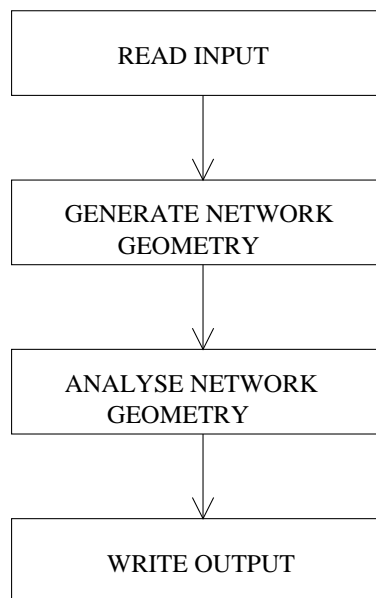 READ INPUT
GENERATE NETWORK
GEOMETRY
ANALYSE NETWORK
GEOMETRY
WRITE OUTPUT